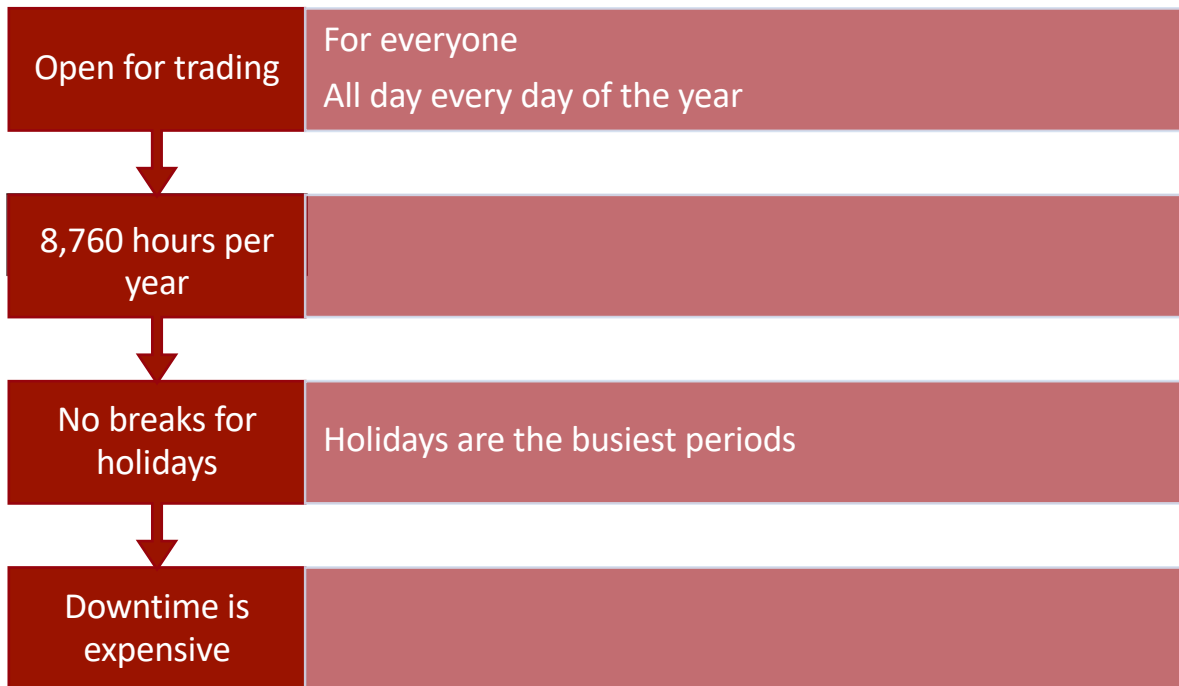 Open for trading
For everyone
All day every day of the year
8,760 hours per
year
No breaks for
holidays
Holidays are the busiest periods
Downtime is
expensive